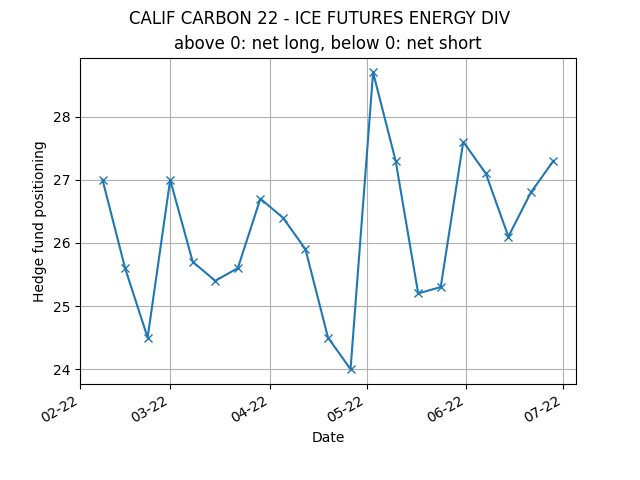 CALIF CARBON 22 - ICE FUTURES ENERGY DIV
above 0: net long, below 0: net short
Hedge fund positioning
28
27
26
25
24
02-22
03-22
04-22
05-22
06-22
07-22
Date